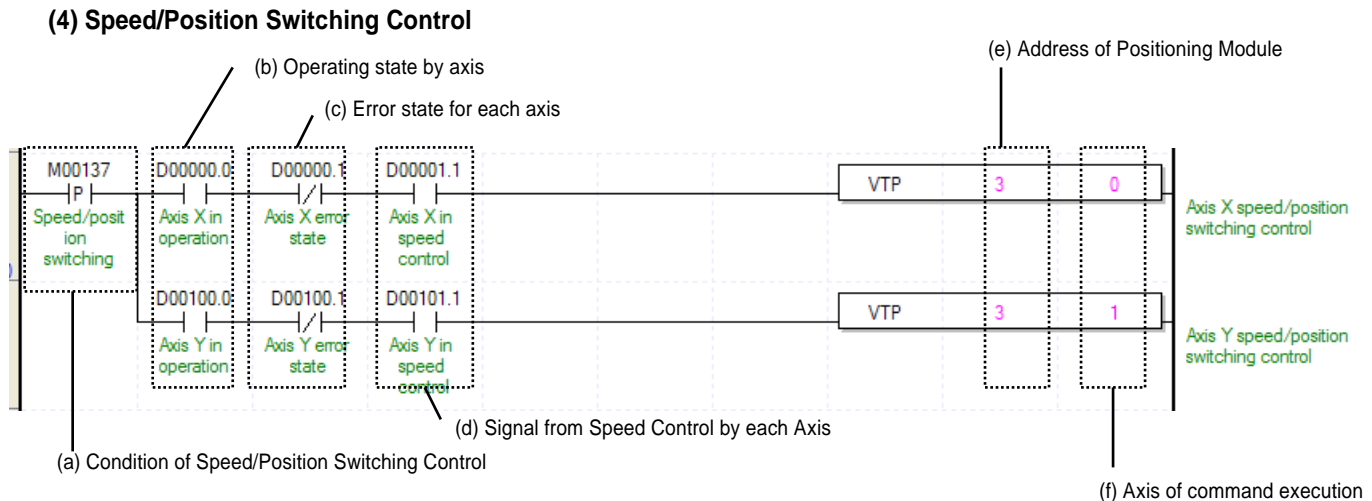 (4) Speed/Position Switching Control
(e) Address of Positioning Module
(b) Operating state by axis
(c) Error state for each axis
M00137 D00000.0 D00000.1 D00001.1
P
VTP 3 0
Speed/posit
ion
switching
Axis X in
operation
Axis X error
state
Axis X in
speed
control
Axis X speed/position
switching control
D00100.0 D00100.1 D00101.1
VTP 3 1
Axis Y in
operation
Axis Y error
state
Axis Y in
speed
control
Axis Y speed/position
switching control
(d) Signal from Speed Control by each Axis
(a) Condition of Speed/Position Switching Control
(f) Axis of command execution